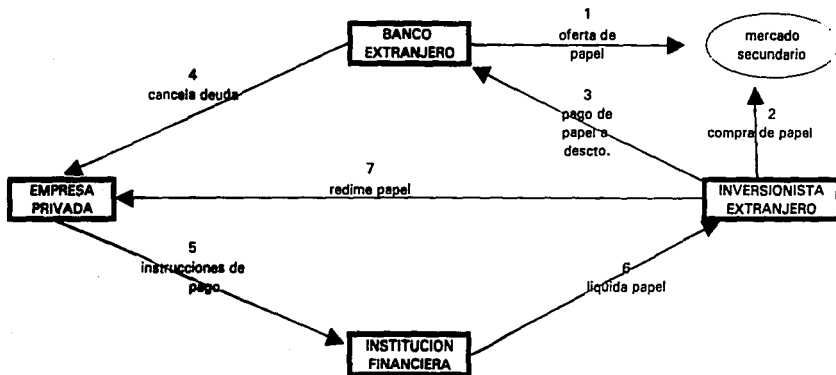 1
BANCO
EXTRANJERO
oferta de
papel
mercado
secundario
4
cancela deuda
3
pago de
papel a
descto.
2
compra de papel
7
EMPRESA
PRIVADA
redime papel
INVERSIONISTA
EXTRANJERO
5
instrucciones de
pago
6
liquida papel
INSTITUCION
FINANCIERA